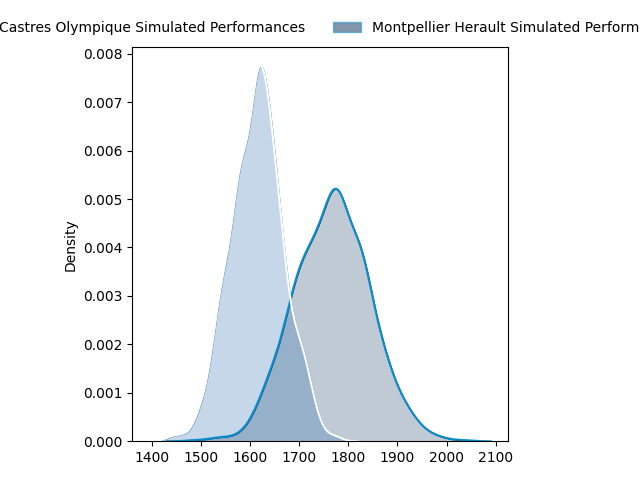 Castres Olympique Simulated Performances
Montpellier Herault Simulated Perform
0.008
0.007
0.006
0.005
0.004
0.003
0.002
0.001
0.000
Density
1400 1500 1600 1700 1800 1900 2000 2100